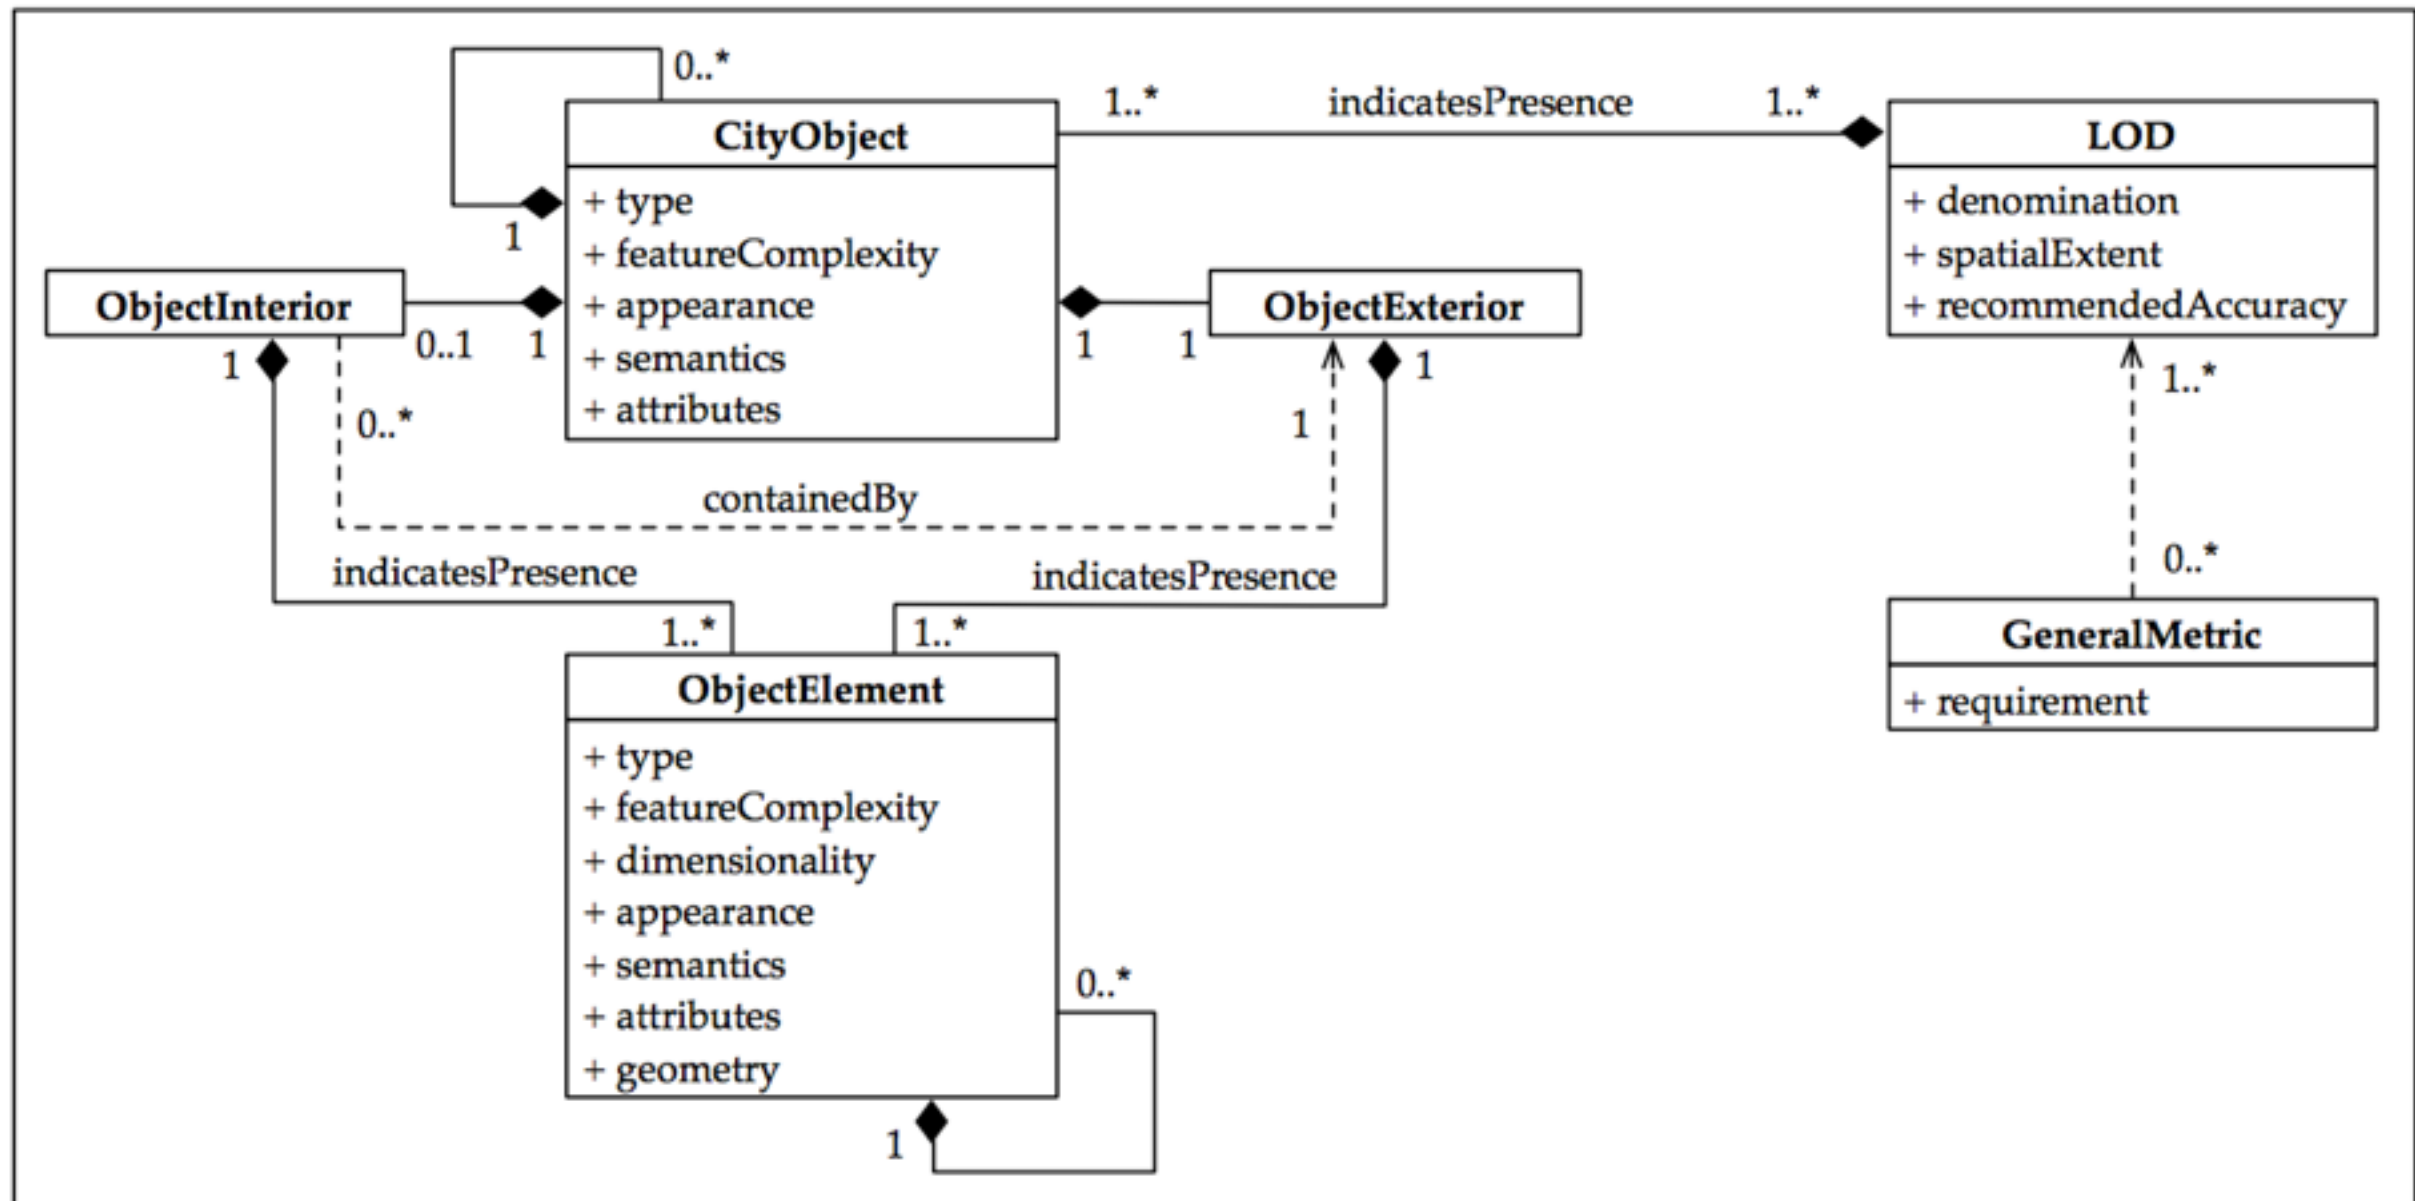 0..*
1..*
indicatesPresence
1..*
CityObject
LOD
+ type
+ featureComplexity
+ appearance
+ semantics
+ attributes
+ denomination
+ spatialExtent
+ recommendedAccuracy
1
ObjectInterior
ObjectExterior
0..1
1
1
1
1
1
1..*
0..*
1
containedBy
indicatesPresence
indicatesPresence
0..*
1..*
1..*
GeneralMetric
+ requirement
ObjectElement
+ type
+ featureComplexity
+ dimensionality
+ appearance
+ semantics
+ attributes
+ geometry
0..*
1